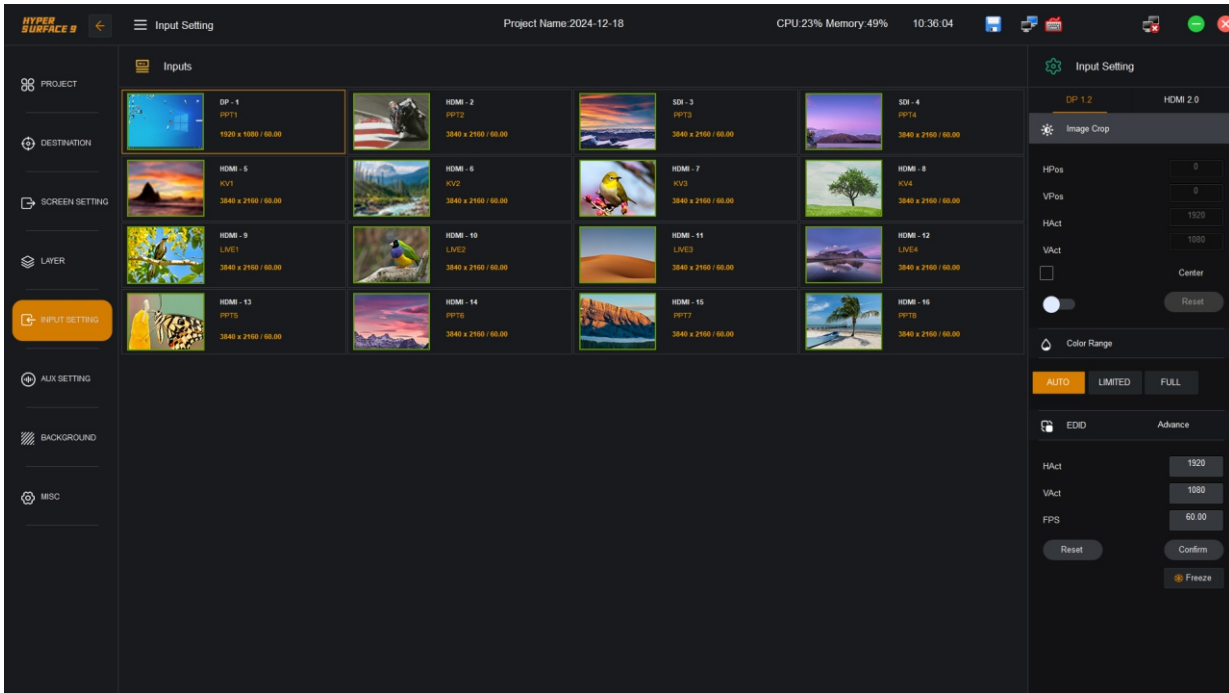 HYPER
SURFACE 9
Input Setting
Project Name:2024-12-18
CPU:23% Memory:49%
10:36:04
PROJECT
DESTINATION
SCREEN SETTING
LAYER
INPUT SETTING
AUX SETTING
BACKGROUND
MISC
Inputs
DP - 1
PPT1
1920 x 1080 / 60.00
HDMI - 2
PPT2
3840 x 2160 / 60.00
SDI - 3
PPT3
3840 x 2160 / 60.00
SDI - 4
PPT4
3840 x 2160 / 60.00
HDMI - 5
KV1
3840 x 2160 / 60.00
HDMI - 6
KV2
3840 x 2160 / 60.00
HDMI - 7
KV3
3840 x 2160 / 60.00
HDMI - 8
KV4
3840 x 2160 / 60.00
HDMI - 9
LIVE1
3840 x 2160 / 60.00
HDMI - 10
LIVE2
3840 x 2160 / 60.00
HDMI - 11
LIVE3
3840 x 2160 / 60.00
HDMI - 12
LIVE4
3840 x 2160 / 60.00
HDMI - 13
PPT5
3840 x 2160 / 60.00
HDMI - 14
PPT6
3840 x 2160 / 60.00
HDMI - 15
PPT7
3840 x 2160 / 60.00
HDMI - 16
PPT8
3840 x 2160 / 60.00
Input Setting
DP 1.2 HDMI 2.0
Image Crop
HPos 0
VPos 0
HAct 1920
VAct 1080
Center
Reset
Color Range
AUTO LIMITED FULL
EDID Advance
HAct 1920
VAct 1080
FPS 60.00
Reset Confirm
Freeze